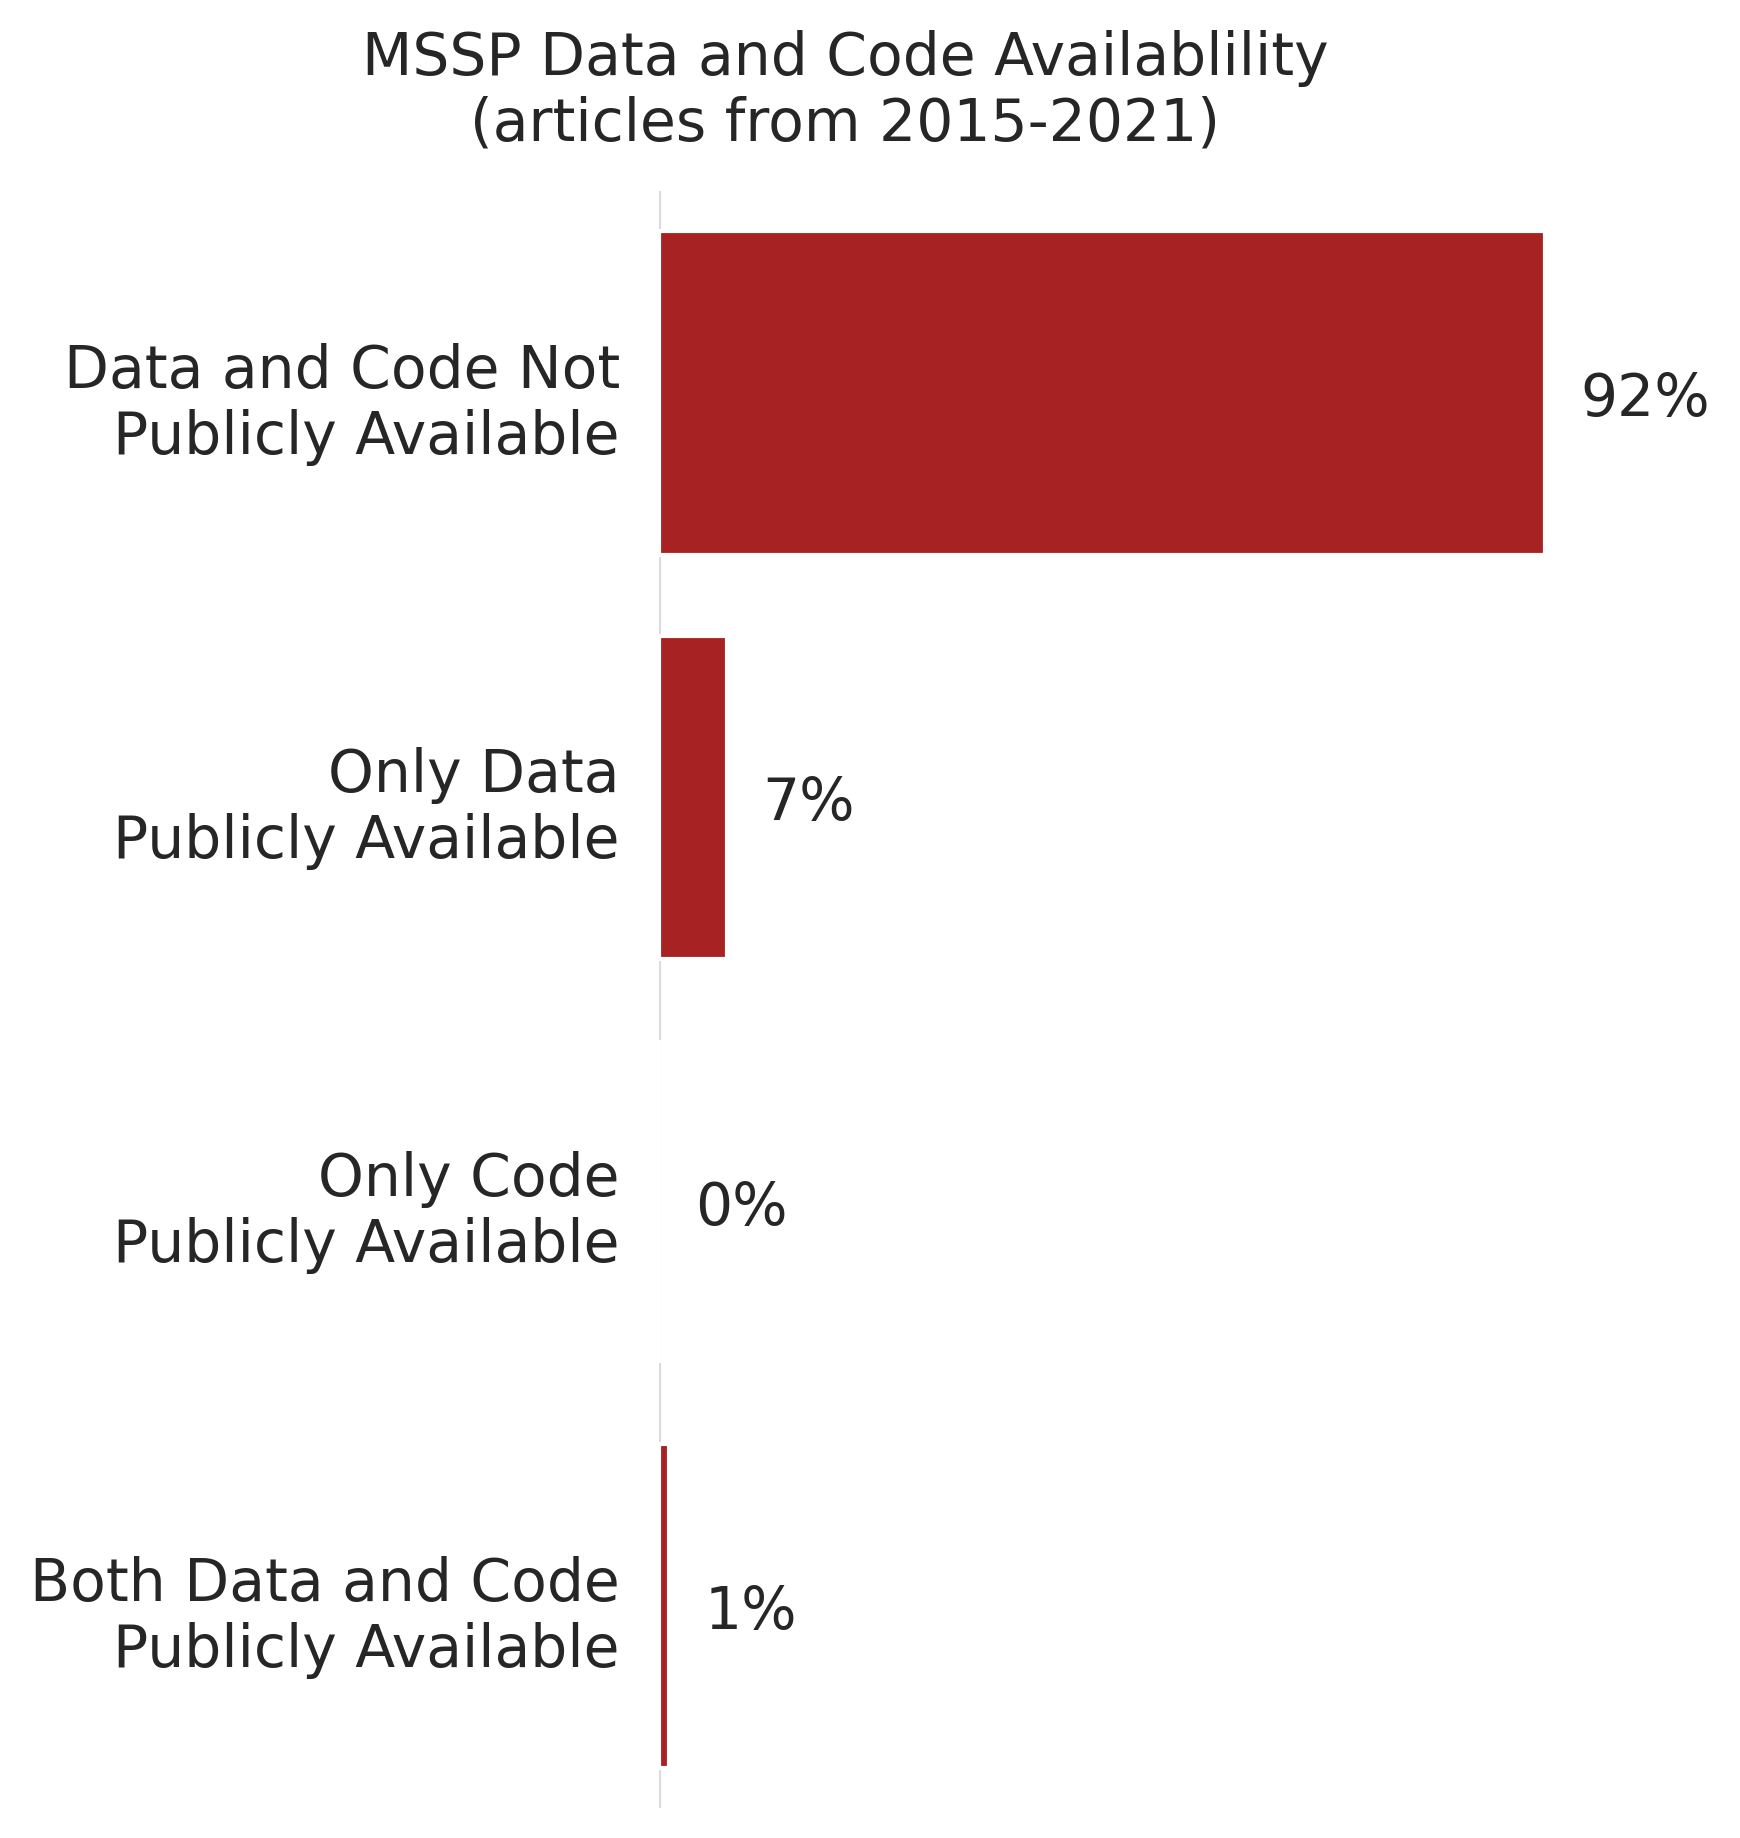 MSSP Data and Code Availablility
(articles from 2015-2021)
Data and Code Not
Publicly Available
92%
Only Data
Publicly Available
7%
Only Code
Publicly Available
0%
Both Data and Code
Publicly Available
1%